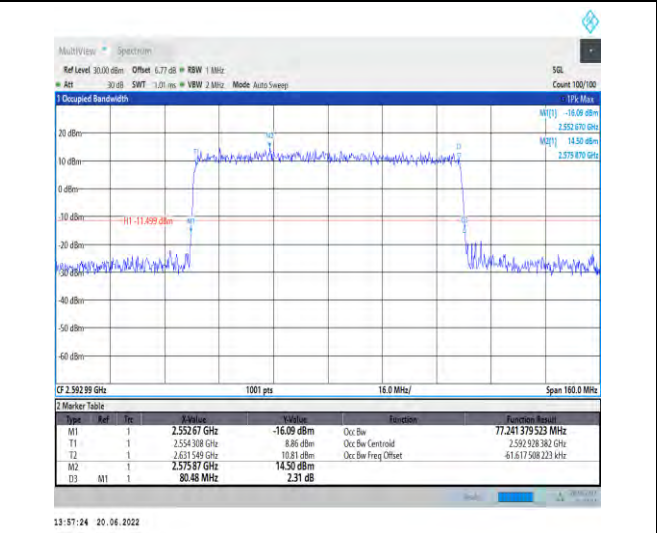 MultiView Spectrum
Ref Level 30.00 dBm Offset 6.77 dB RBW 1 MHz SGL
Att 30 dB SWT 1.01 ms VBW 2 MHz Mode Auto Sweep Count 100/100
1 Occupied Bandwidth 1Pk Max
M1[1] -16.09 dBm
2.552 670 GHz
M2[1] 14.50 dBm
2.575 870 GHz
20 dBm
10 dBm
0 dBm
-10 dBm
H1 -11.499 dBm
-20 dBm
-30 dBm
-40 dBm
-50 dBm
-60 dBm
CF 2.592 99 GHz 1001 pts 16.0 MHz/ Span 160.0 MHz
2 Marker Table
Type Ref Trc X-Value Y-Value Function Function Result
M1 1 2.552 67 GHz -16.09 dBm Occ Bw 77.241 379 523 MHz
T1 1 2.554 308 GHz 8.86 dBm Occ Bw Centroid 2.592 928 382 GHz
T2 1 2.631 549 GHz 10.81 dBm Occ Bw Freq Offset -61.617 508 223 kHz
M2 1 2.575 87 GHz 14.50 dBm
D3 M1 1 80.48 MHz 2.31 dB
13:57:24 20.06.2022